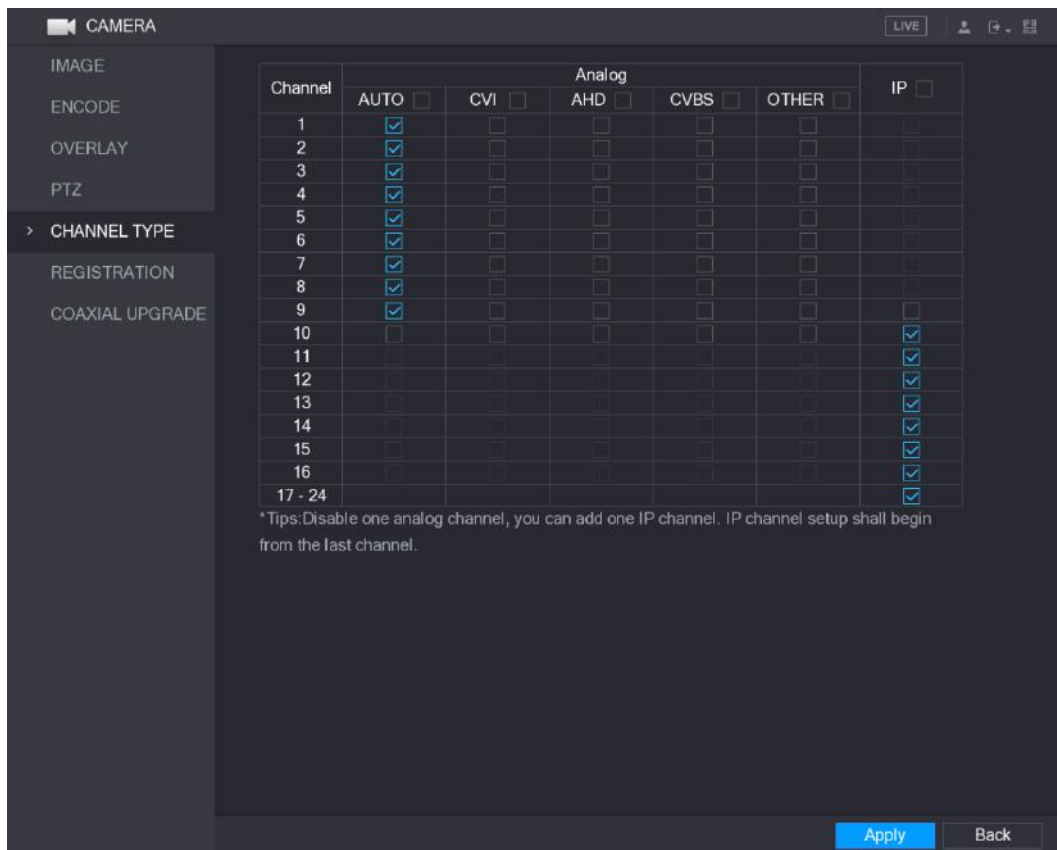 CAMERA
LIVE
IMAGE
ENCODE
OVERLAY
PTZ
> CHANNEL TYPE
REGISTRATION
COAXIAL UPGRADE
Channel Analog IP
AUTO CVI AHD CVBS OTHER
1
2
3
4
5
6
7
8
9
10
11
12
13
14
15
16
17 - 24
*Tips:Disable one analog channel, you can add one IP channel. IP channel setup shall begin
from the last channel.
Apply Back